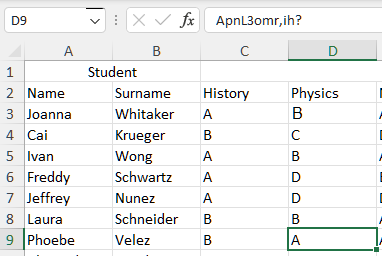 D9 fx ApnL3omr,ih?
A B C D
1 Student
2 Name Surname History Physics
3 Joanna Whitaker A B
4 Cai Krueger B C
5 Ivan Wong A B
6 Freddy Schwartz A D
7 Jeffrey Nunez A D
8 Laura Schneider B B
9 Phoebe Velez B A